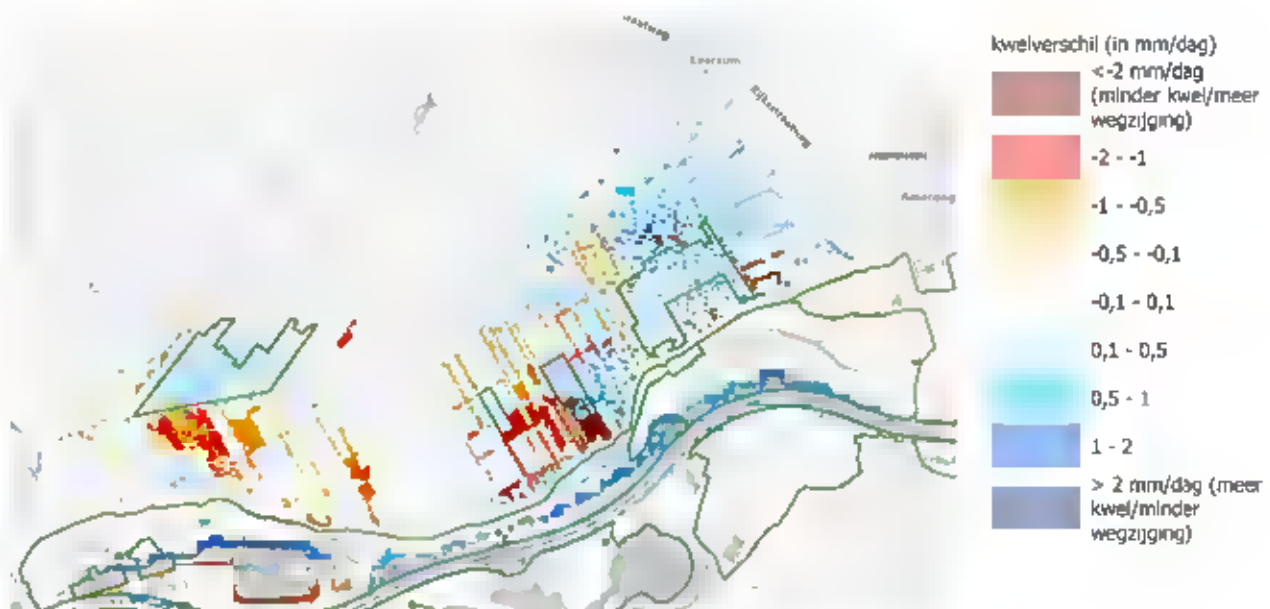 Leersum
Rijksstraatweg
kwelverschil (in mm/dag)
<-2 mm/dag
(minder kwel/meer
wegzijging)
-2 - -1
-1 - -0,5
-0,5 - -0,1
-0,1 - 0,1
0,1 - 0,5
0,5 - 1
1 - 2
> 2 mm/dag (meer
kwel/minder
wegzijging)